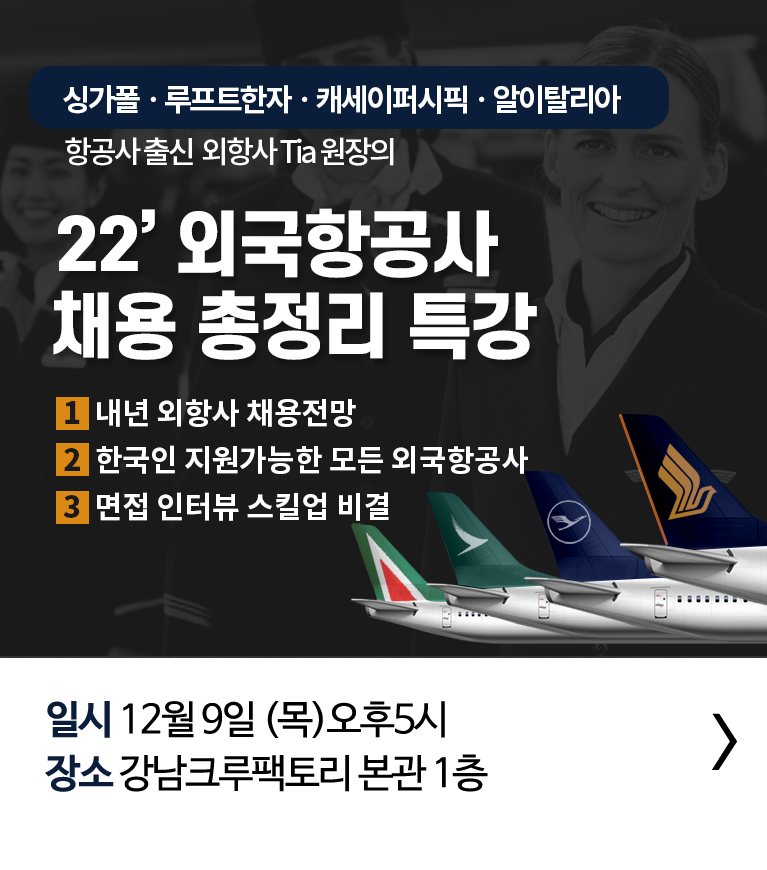 싱가폴 · 루프트한자 · 캐세이퍼시픽 · 알이탈리아
항공사 출신 외항사 Tia 원장의
22’ 외국항공사
채용 총정리 특강
1 내년 외항사 채용전망
2 한국인 지원가능한 모든 외국항공사
3 면접 인터뷰 스킬업 비결
일시 12월 9일 (목) 오후5시
장소 강남크루팩토리 본관 1층